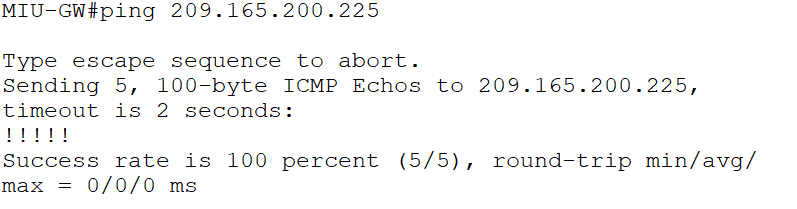 MIU-GW#ping 209.165.200.225
Type escape sequence to abort.
Sending 5, 100-byte ICMP Echos to 209.165.200.225,
timeout is 2 seconds:
!!!!!
Success rate is 100 percent (5/5), round-trip min/avg/
max = 0/0/0 ms